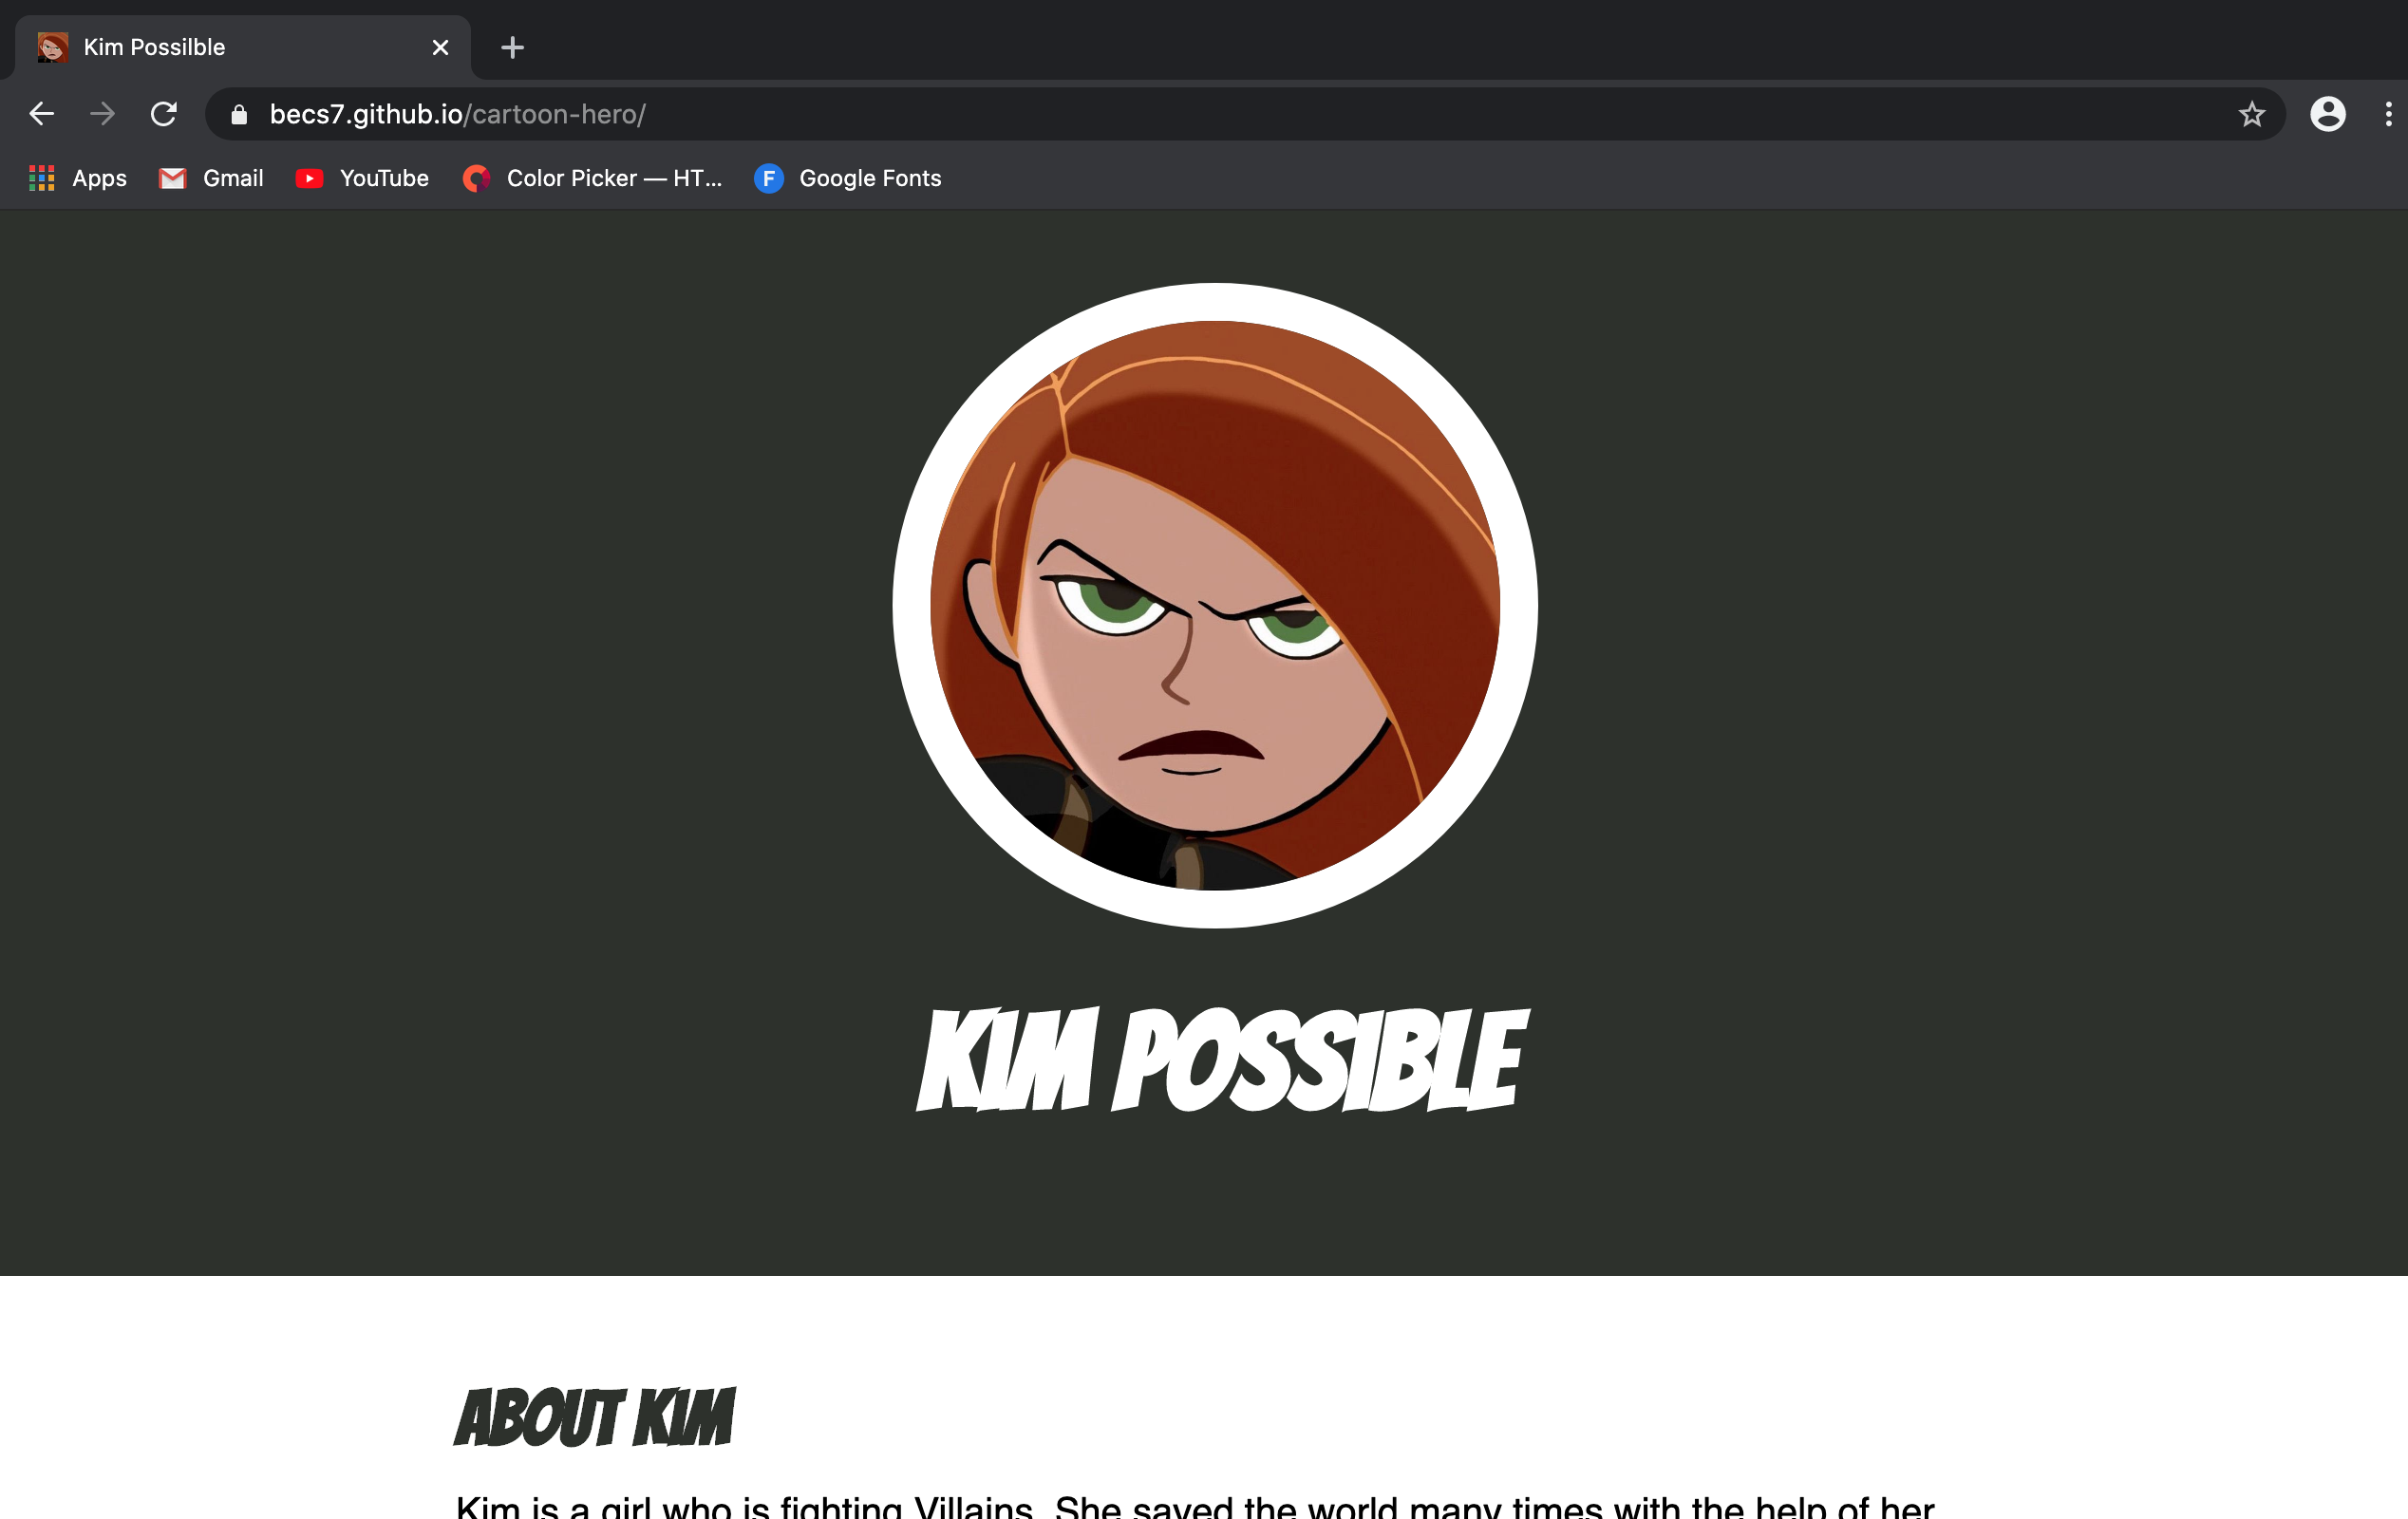 Kim Possilble
becs7.github.io/cartoon-hero/
Apps Gmail YouTube Color Picker — HT... F Google Fonts
KIM POSSIBLE
ABOUT KIM
Kim is a girl who is fighting Villains. She saved the world many times with the help of her